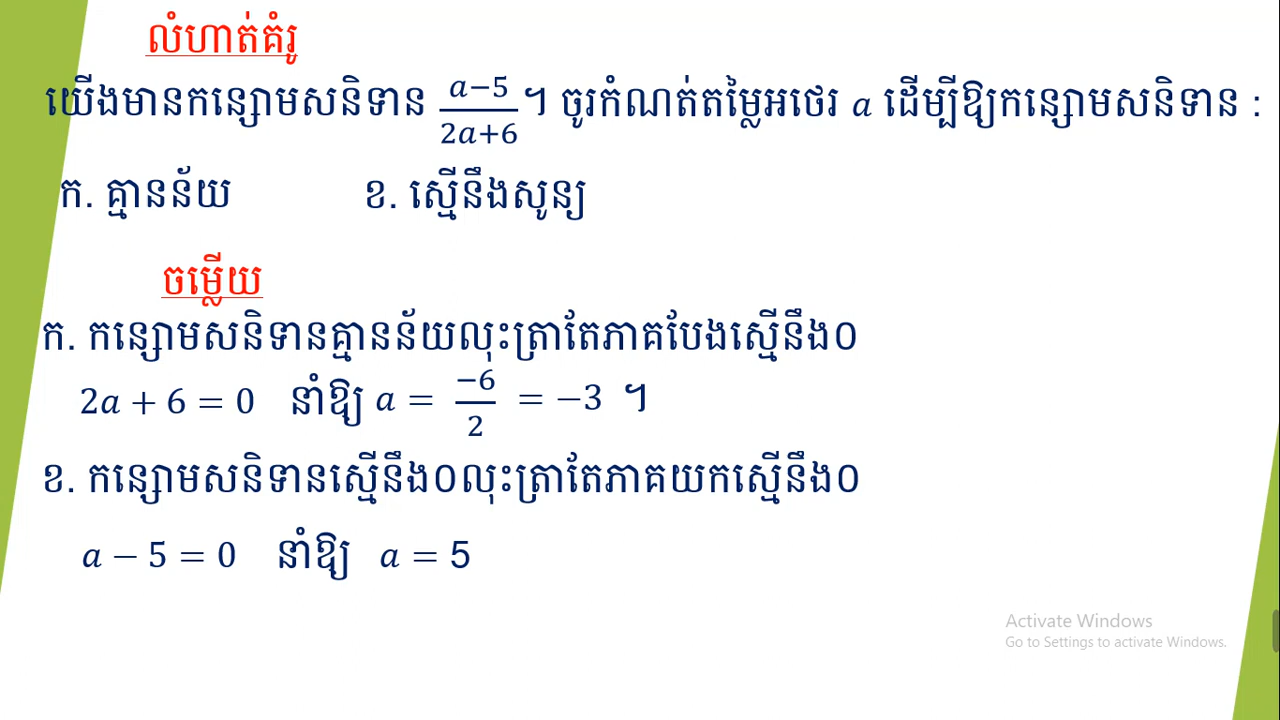 លំហាត់គំរូ
យើងមានកន្សោមសនិទាន (a−5)/(2a+6)។ ចូរកំណត់តម្លៃអថេរ a ដើម្បីឱ្យកន្សោមសនិទាន :
ក. គ្មានន័យ ខ. ស្មើនឹងសូន្យ
ចម្លើយ
ក. កន្សោមសនិទានគ្មានន័យលុះត្រាតែភាគបែងស្មើនឹង០
2a + 6 = 0 នាំឱ្យ a = −6/2 = −3 ។
ខ. កន្សោមសនិទានស្មើនឹង០លុះត្រាតែភាគយកស្មើនឹង០
a − 5 = 0 នាំឱ្យ a = 5
Activate Windows
Go to Settings to activate Windows.